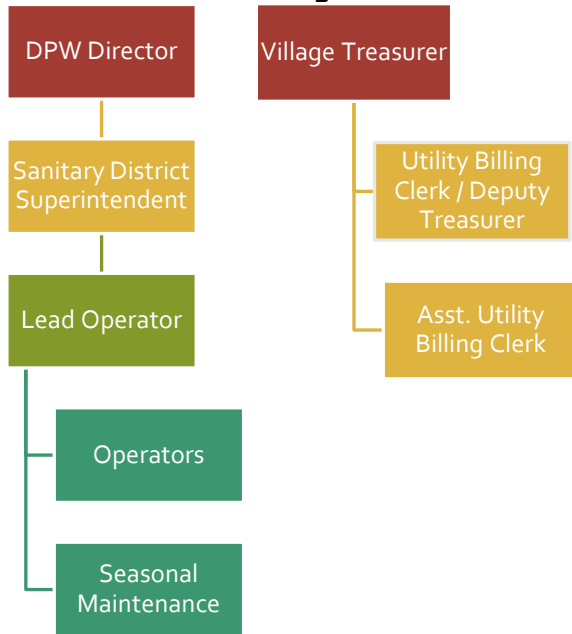 DPW Director
Village Treasurer
Sanitary District
Superintendent
Utility Billing
Clerk / Deputy
Treasurer
Lead Operator
Asst. Utility
Billing Clerk
Operators
Seasonal
Maintenance